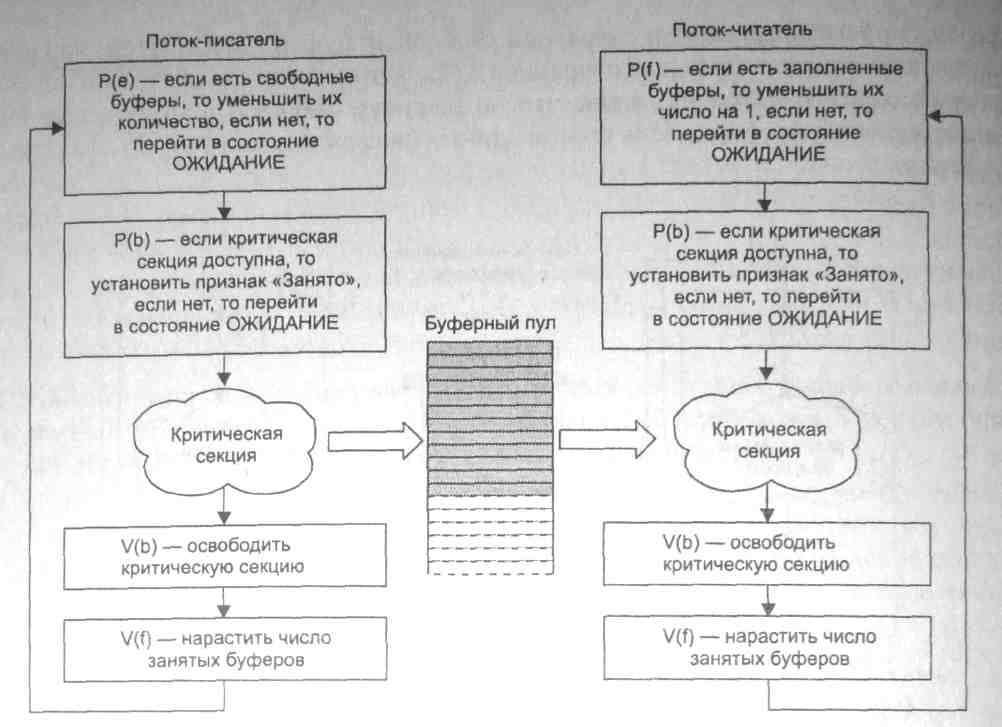 Поток-писатель
P(e) — если есть свободные
буферы, то уменьшить их
количество, если нет, то
перейти в состояние
ОЖИДАНИЕ
P(b) — если критическая
секция доступна, то
установить признак «Занято»,
если нет, то перейти
в состояние ОЖИДАНИЕ
Критическая
секция
V(b) — освободить
критическую секцию
V(f) — нарастить число
занятых буферов
Буферный пул
Поток-читатель
P(f) — если есть заполненные
буферы, то уменьшить их
число на 1, если нет, то
перейти в состояние
ОЖИДАНИЕ
P(b) — если критическая
секция доступна, то
установить признак «Занято»,
если нет, то перейти
в состояние ОЖИДАНИЕ
Критическая
секция
V(b) — освободить
критическую секцию
V(f) — нарастить число
занятых буферов